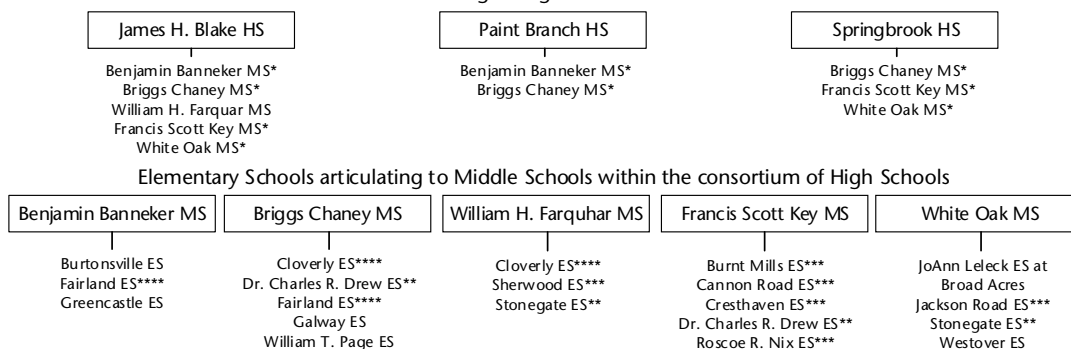 James H. Blake HS
Paint Branch HS
Springbrook HS
Benjamin Banneker MS*
Briggs Chaney MS*
William H. Farquar MS
Francis Scott Key MS*
White Oak MS*
Benjamin Banneker MS*
Briggs Chaney MS*
Briggs Chaney MS*
Francis Scott Key MS*
White Oak MS*
Elementary Schools articulating to Middle Schools within the consortium of High Schools
Benjamin Banneker MS
Briggs Chaney MS
William H. Farquhar MS
Francis Scott Key MS
White Oak MS
Burtonsville ES
Fairland ES****
Greencastle ES
Cloverly ES****
Dr. Charles R. Drew ES**
Fairland ES****
Galway ES
William T. Page ES
Cloverly ES****
Sherwood ES***
Stonegate ES**
Burnt Mills ES***
Cannon Road ES***
Cresthaven ES***
Dr. Charles R. Drew ES**
Roscoe R. Nix ES***
JoAnn Leleck ES at
Broad Acres
Jackson Road ES***
Stonegate ES**
Westover ES